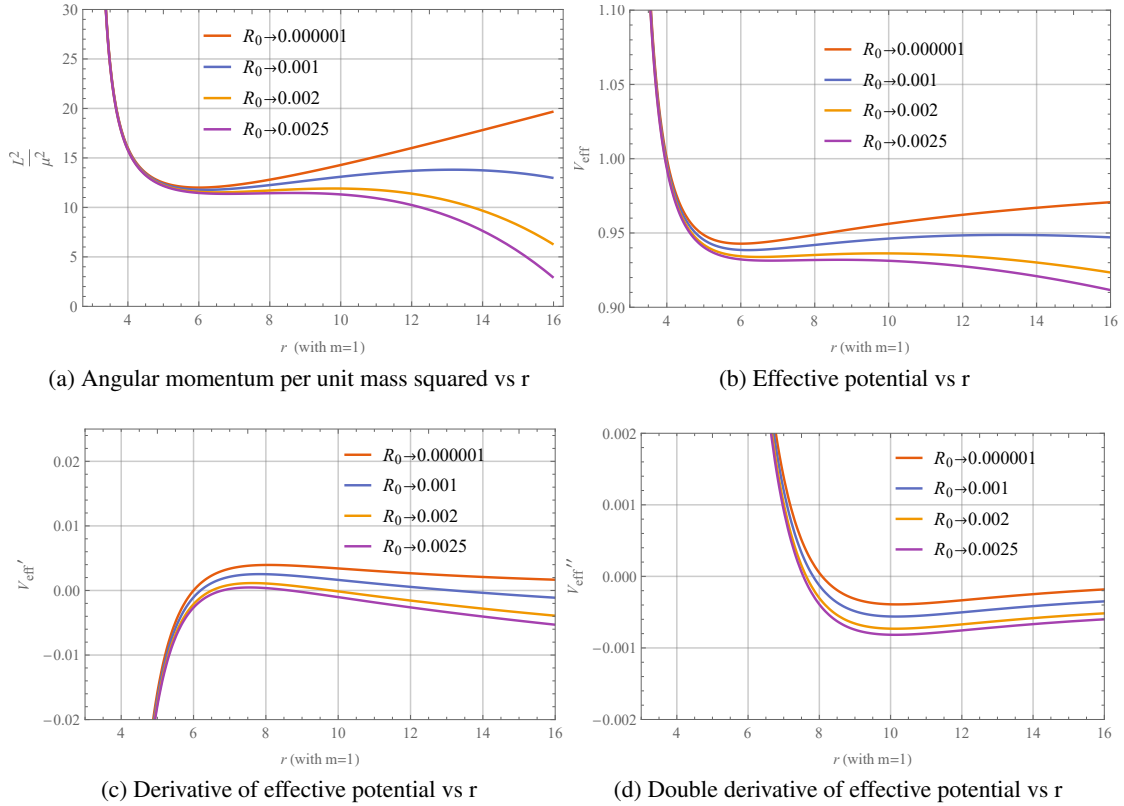 30
25
20
15
10
5
0
L²/μ²
R₀→0.000001
R₀→0.001
R₀→0.002
R₀→0.0025
4 6 8 10 12 14 16
r (with m=1)
(a) Angular momentum per unit mass squared vs r
1.10
1.05
1.00
0.95
0.90
V_eff
R₀→0.000001
R₀→0.001
R₀→0.002
R₀→0.0025
4 6 8 10 12 14 16
r (with m=1)
(b) Effective potential vs r
0.02
0.01
0.00
−0.01
−0.02
V_eff′
R₀→0.000001
R₀→0.001
R₀→0.002
R₀→0.0025
4 6 8 10 12 14 16
r (with m=1)
(c) Derivative of effective potential vs r
0.002
0.001
0.000
−0.001
−0.002
V_eff′′
R₀→0.000001
R₀→0.001
R₀→0.002
R₀→0.0025
4 6 8 10 12 14 16
r (with m=1)
(d) Double derivative of effective potential vs r